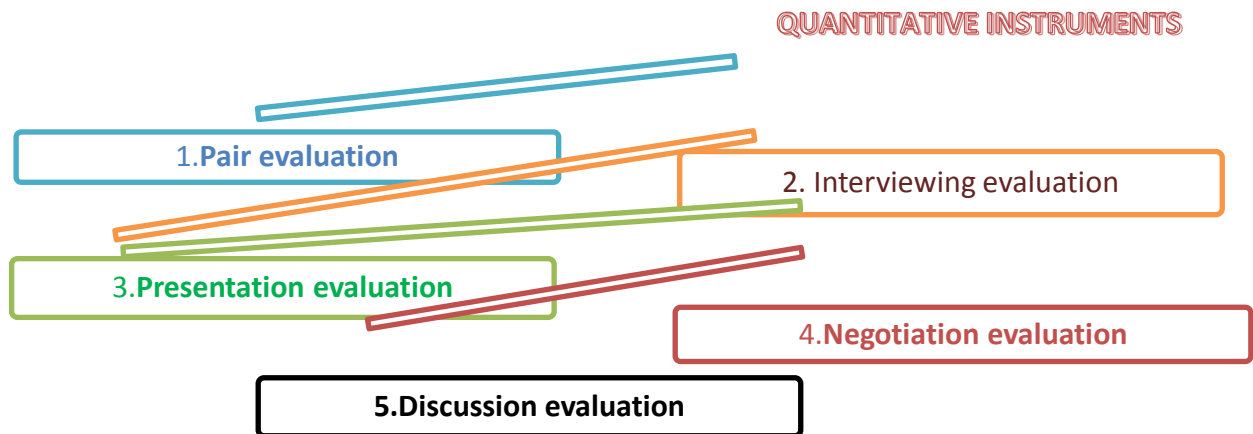 QUANTITATIVE INSTRUMENTS
1.Pair evaluation
2. Interviewing evaluation
3.Presentation evaluation
4.Negotiation evaluation
5.Discussion evaluation